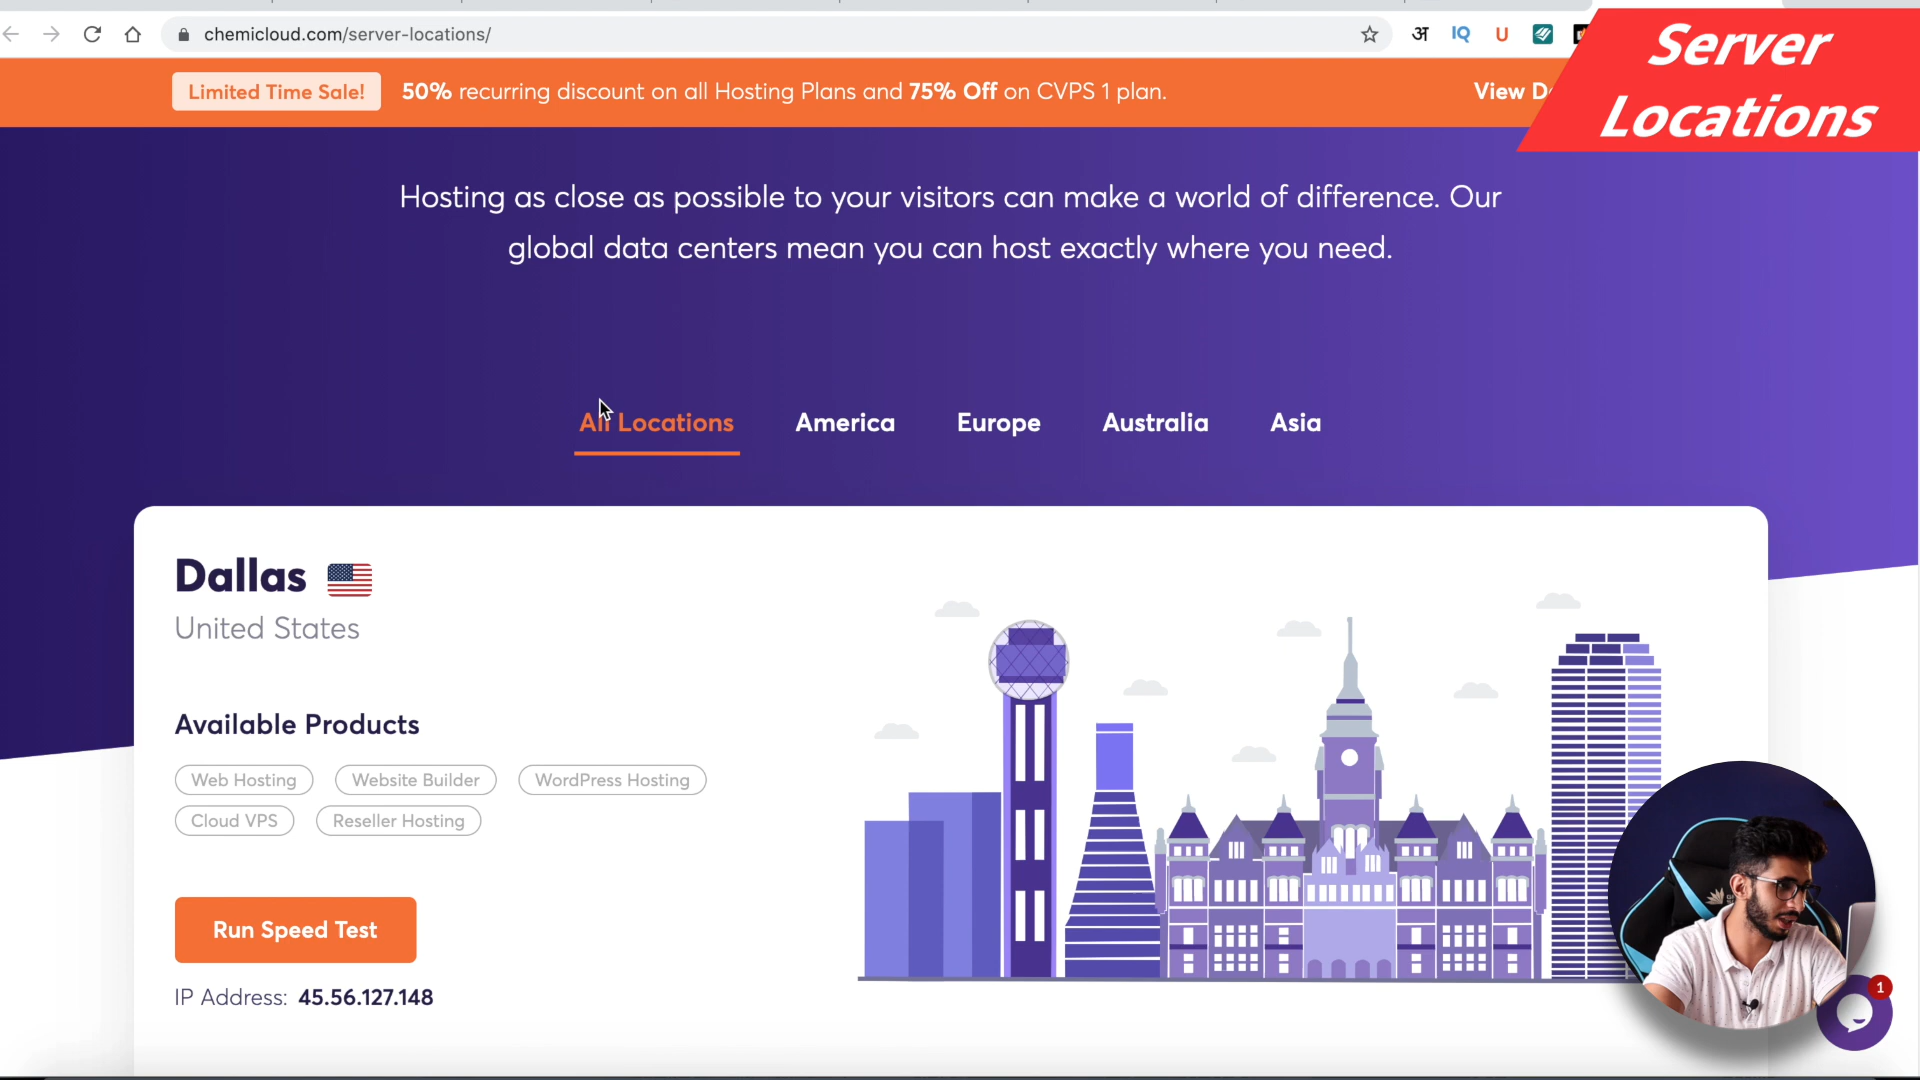 chemicloud.com/server-locations/
अ
IQ
U
Server
Locations
Limited Time Sale!
50% recurring discount on all Hosting Plans and 75% Off on CVPS 1 plan.
View
Hosting as close as possible to your visitors can make a world of difference. Our
global data centers mean you can host exactly where you need.
All Locations
America
Europe
Australia
Asia
Dallas
United States
Available Products
Web Hosting
Website Builder
WordPress Hosting
Cloud VPS
Reseller Hosting
Run Speed Test
IP Address: 45.56.127.148
1